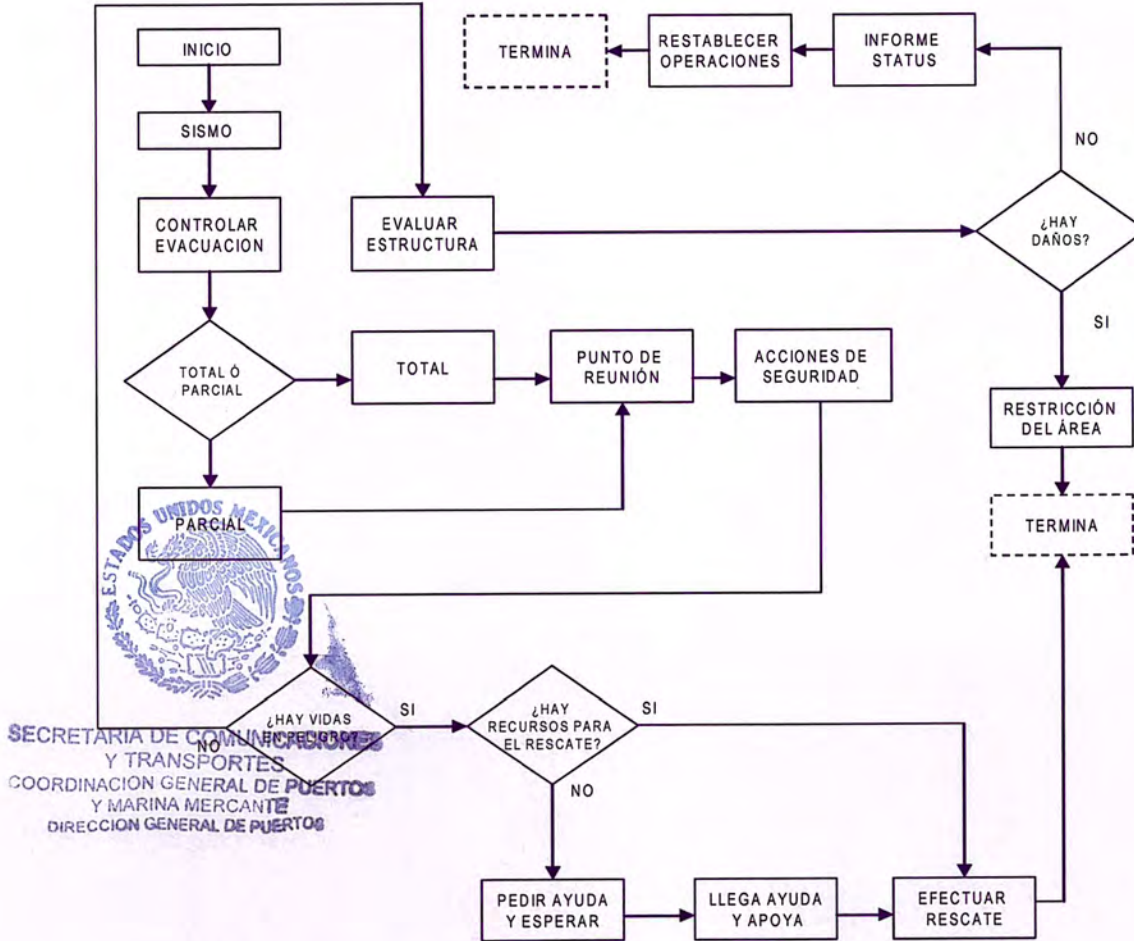 INICIO
SISMO
CONTROLAR
EVACUACION
TOTAL Ó
PARCIAL
TOTAL
PUNTO DE
REUNIÓN
ACCIONES DE
SEGURIDAD
PARCIAL
EVALUAR
ESTRUCTURA
¿HAY
DAÑOS?
NO
INFORME
STATUS
RESTABLECER
OPERACIONES
TERMINA
SI
RESTRICCIÓN
DEL ÁREA
TERMINA
¿HAY VIDAS
EN PELIGRO?
NO
SI
¿HAY
RECURSOS PARA
EL RESCATE?
SI
NO
PEDIR AYUDA
Y ESPERAR
LLEGA AYUDA
Y APOYA
EFECTUAR
RESCATE
ESTADOS UNIDOS MEXICANOS
SECRETARIA DE COMUNICACIONES
Y TRANSPORTES
COORDINACION GENERAL DE PUERTOS
Y MARINA MERCANTE
DIRECCION GENERAL DE PUERTOS